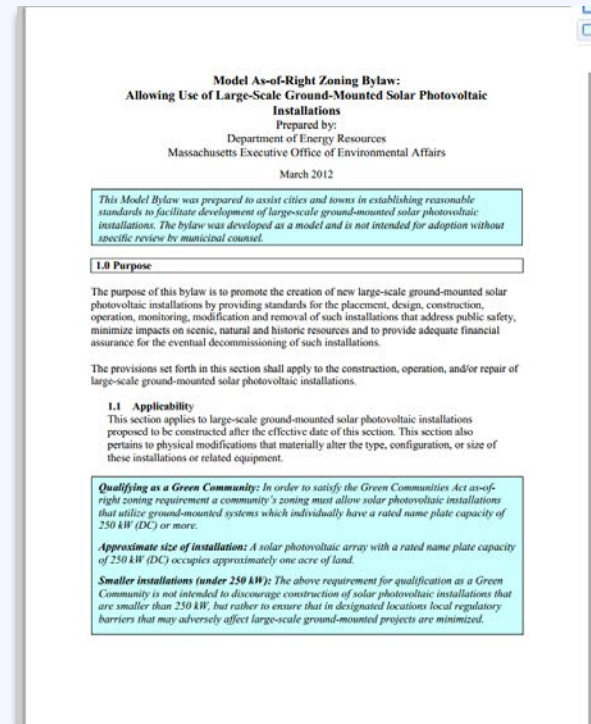 Model As-of-Right Zoning Bylaw:
Allowing Use of Large-Scale Ground-Mounted Solar Photovoltaic
Installations
Prepared by:
Department of Energy Resources
Massachusetts Executive Office of Environmental Affairs
March 2012
This Model Bylaw was prepared to assist cities and towns in establishing reasonable
standards to facilitate development of large-scale ground-mounted solar photovoltaic
installations. The bylaw was developed as a model and is not intended for adoption without
specific review by municipal counsel.
1.0 Purpose
The purpose of this bylaw is to promote the creation of new large-scale ground-mounted solar
photovoltaic installations by providing standards for the placement, design, construction,
operation, monitoring, modification and removal of such installations that address public safety,
minimize impacts on scenic, natural and historic resources and to provide adequate financial
assurance for the eventual decommissioning of such installations.
The provisions set forth in this section shall apply to the construction, operation, and/or repair of
large-scale ground-mounted solar photovoltaic installations.
1.1 Applicability
This section applies to large-scale ground-mounted solar photovoltaic installations
proposed to be constructed after the effective date of this section. This section also
pertains to physical modifications that materially alter the type, configuration, or size of
these installations or related equipment.
Qualifying as a Green Community: In order to satisfy the Green Communities Act as-of-
right zoning requirement a community's zoning must allow solar photovoltaic installations
that utilize ground-mounted systems which individually have a rated name plate capacity of
250 kW (DC) or more.
Approximate size of installation: A solar photovoltaic array with a rated name plate capacity
of 250 kW (DC) occupies approximately one acre of land.
Smaller installations (under 250 kW): The above requirement for qualification as a Green
Community is not intended to discourage construction of solar photovoltaic installations that
are smaller than 250 kW, but rather to ensure that in designated locations local regulatory
barriers that may adversely affect large-scale ground-mounted projects are minimized.